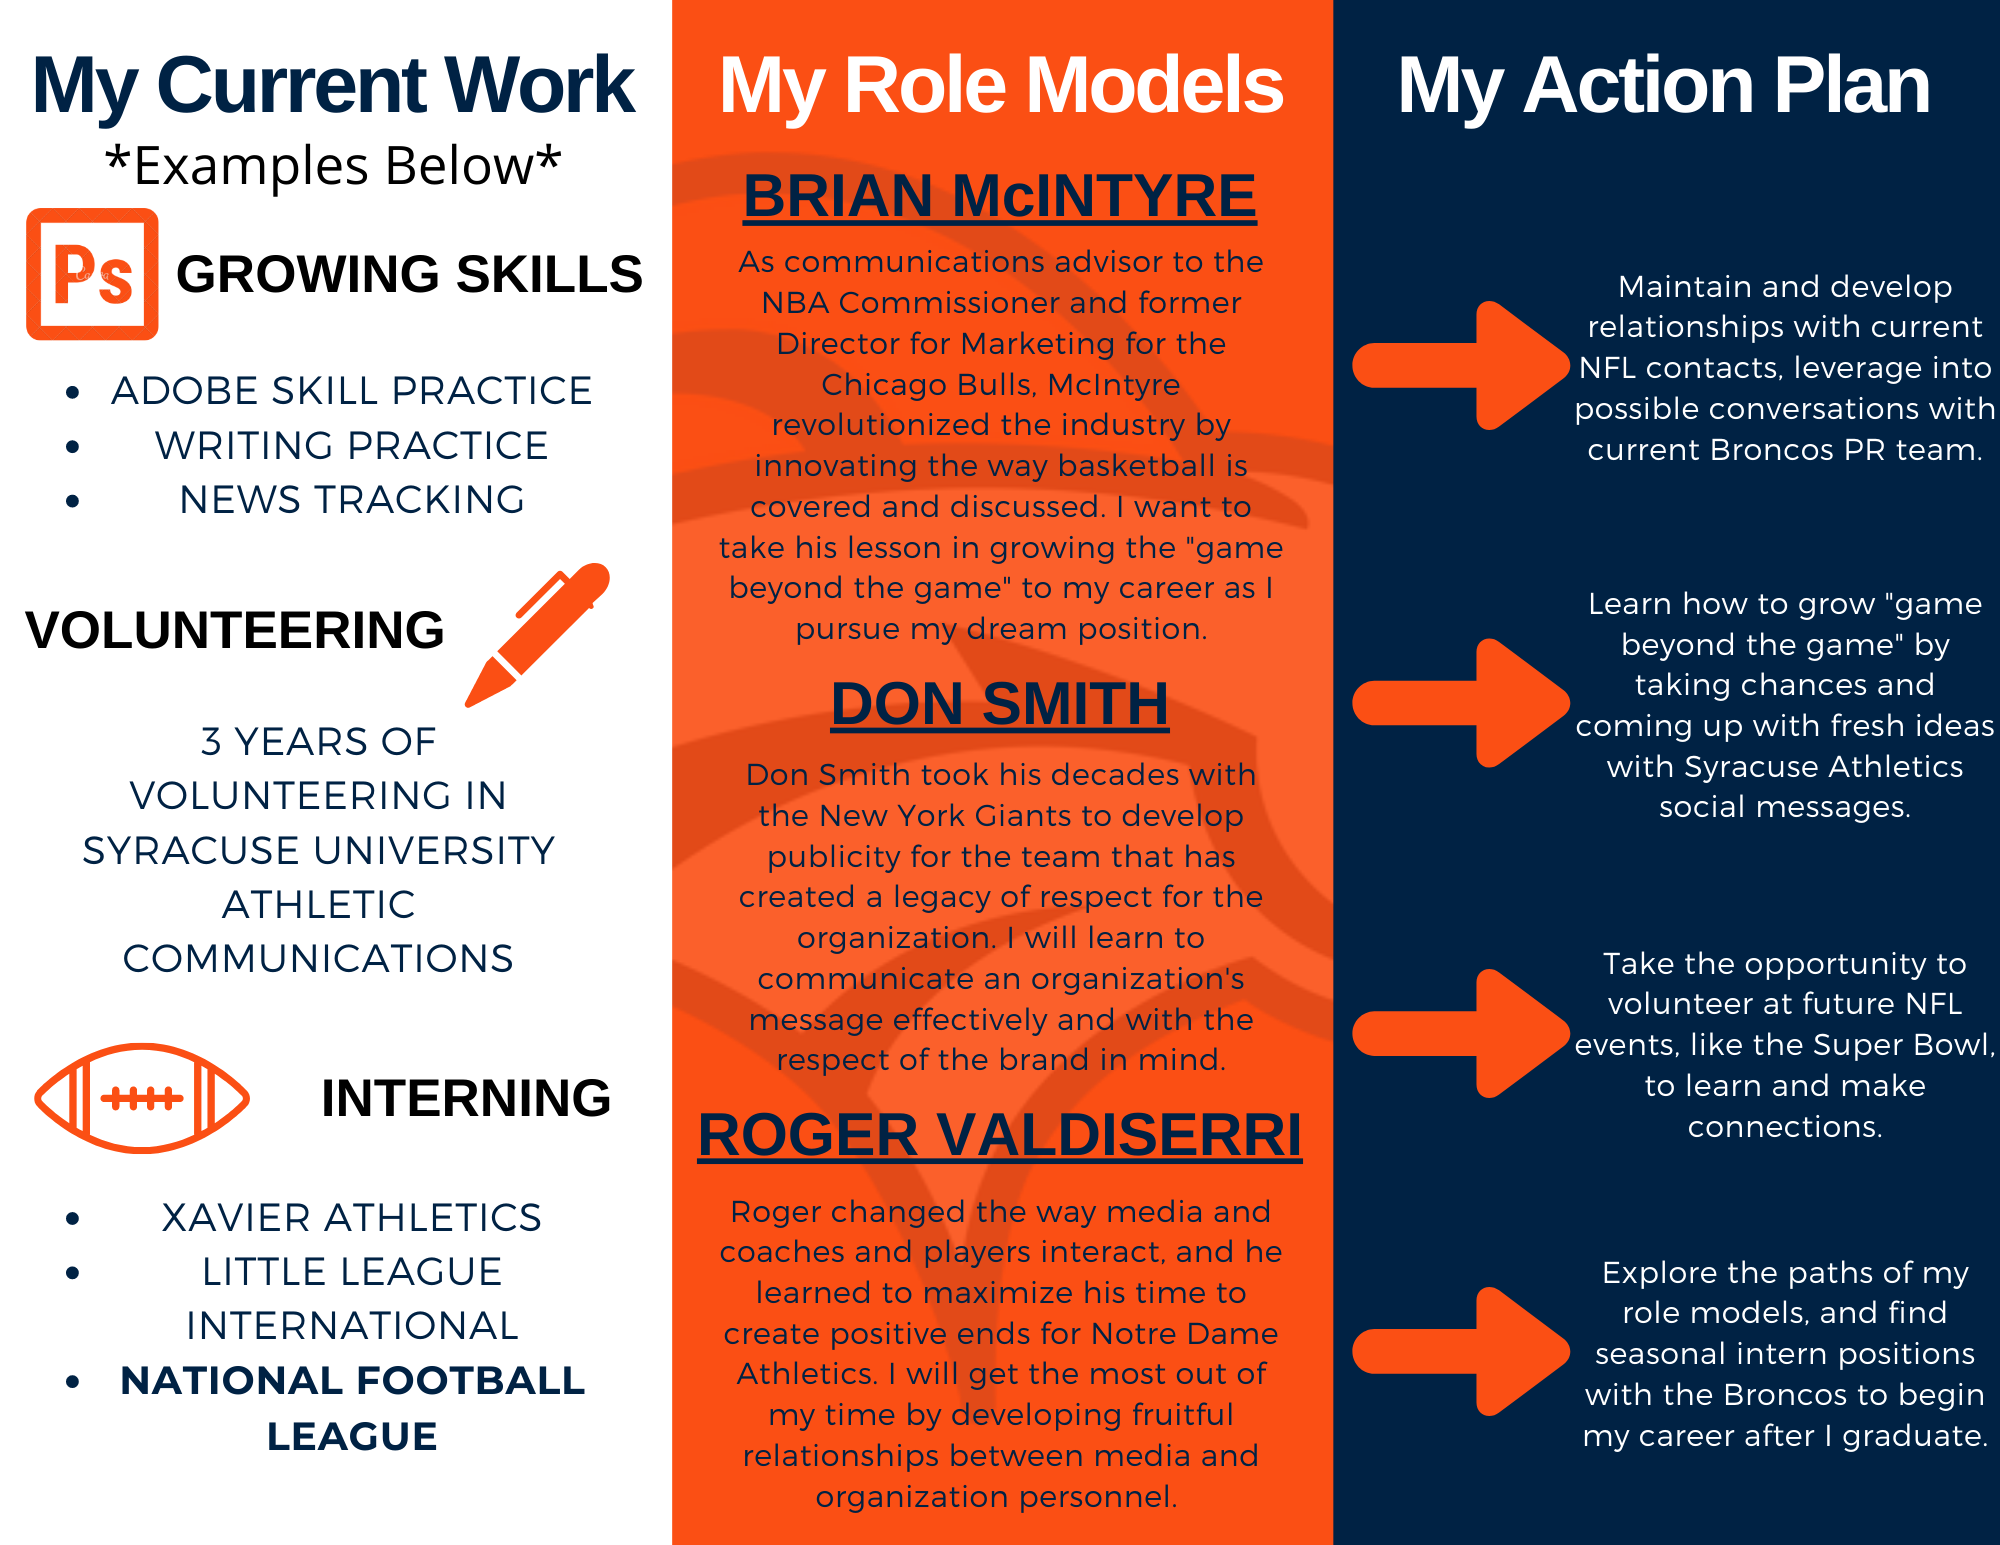 My Current Work
*Examples Below*
Ps
GROWING SKILLS
• ADOBE SKILL PRACTICE
• WRITING PRACTICE
• NEWS TRACKING
VOLUNTEERING
3 YEARS OF
VOLUNTEERING IN
SYRACUSE UNIVERSITY
ATHLETIC
COMMUNICATIONS
INTERNING
• XAVIER ATHLETICS
• LITTLE LEAGUE
INTERNATIONAL
• NATIONAL FOOTBALL
LEAGUE
My Role Models
BRIAN McINTYRE
As communications advisor to the
NBA Commissioner and former
Director for Marketing for the
Chicago Bulls, McIntyre
revolutionized the industry by
innovating the way basketball is
covered and discussed. I want to
take his lesson in growing the "game
beyond the game" to my career as I
pursue my dream position.
DON SMITH
Don Smith took his decades with
the New York Giants to develop
publicity for the team that has
created a legacy of respect for the
organization. I will learn to
communicate an organization's
message effectively and with the
respect of the brand in mind.
ROGER VALDISERRI
Roger changed the way media and
coaches and players interact, and he
learned to maximize his time to
create positive ends for Notre Dame
Athletics. I will get the most out of
my time by developing fruitful
relationships between media and
organization personnel.
My Action Plan
Maintain and develop
relationships with current
NFL contacts, leverage into
possible conversations with
current Broncos PR team.
Learn how to grow "game
beyond the game" by
taking chances and
coming up with fresh ideas
with Syracuse Athletics
social messages.
Take the opportunity to
volunteer at future NFL
events, like the Super Bowl,
to learn and make
connections.
Explore the paths of my
role models, and find
seasonal intern positions
with the Broncos to begin
my career after I graduate.